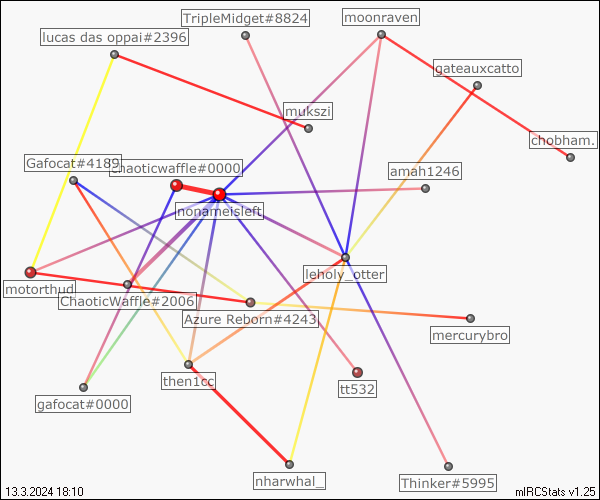 TripleMidget#8824
moonraven
lucas das oppai#2396
gateauxcatto
mukszi
chobham.
Gafocat#4189
chaoticwaffle#0000
amah1246
nonameisleft
leholy_otter
motorthud
ChaoticWaffle#2006
Azure Reborn#4243
mercurybro
then1cc
tt532
gafocat#0000
nharwhal_
Thinker#5995
13.3.2024 18:10
mIRCStats v1.25